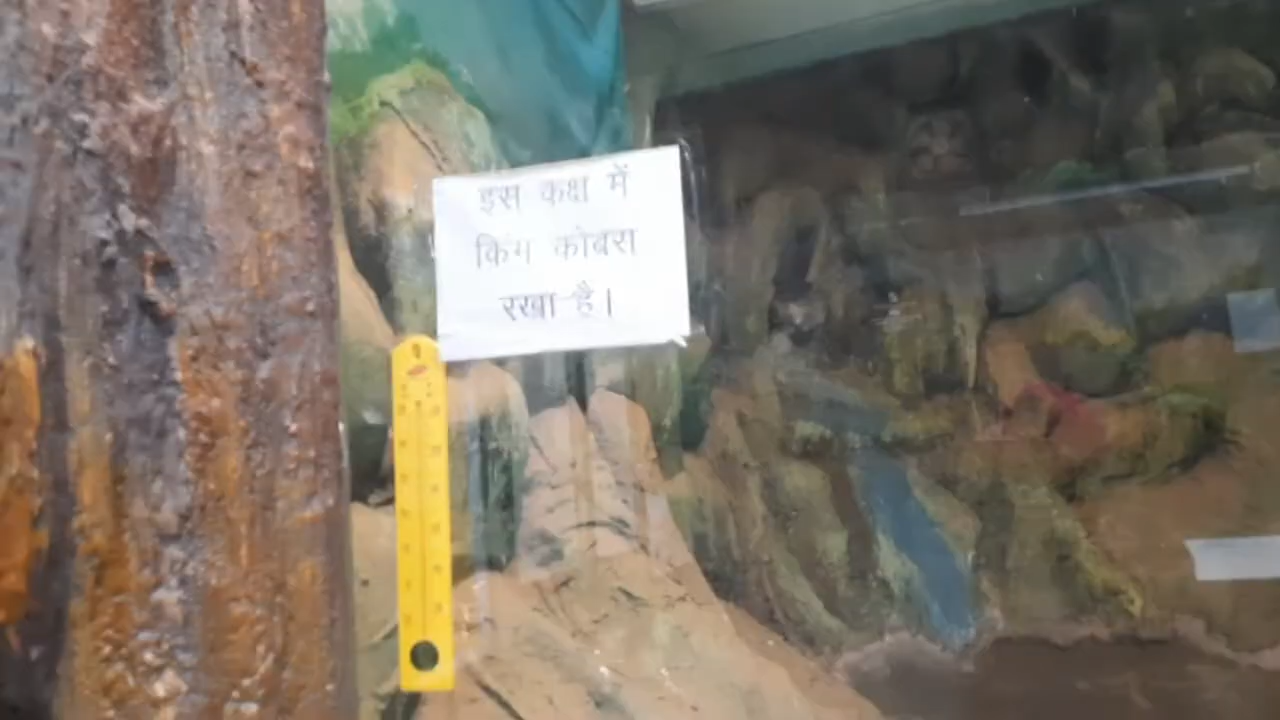 इस कक्ष में
किंग कोबरा
रखा है।